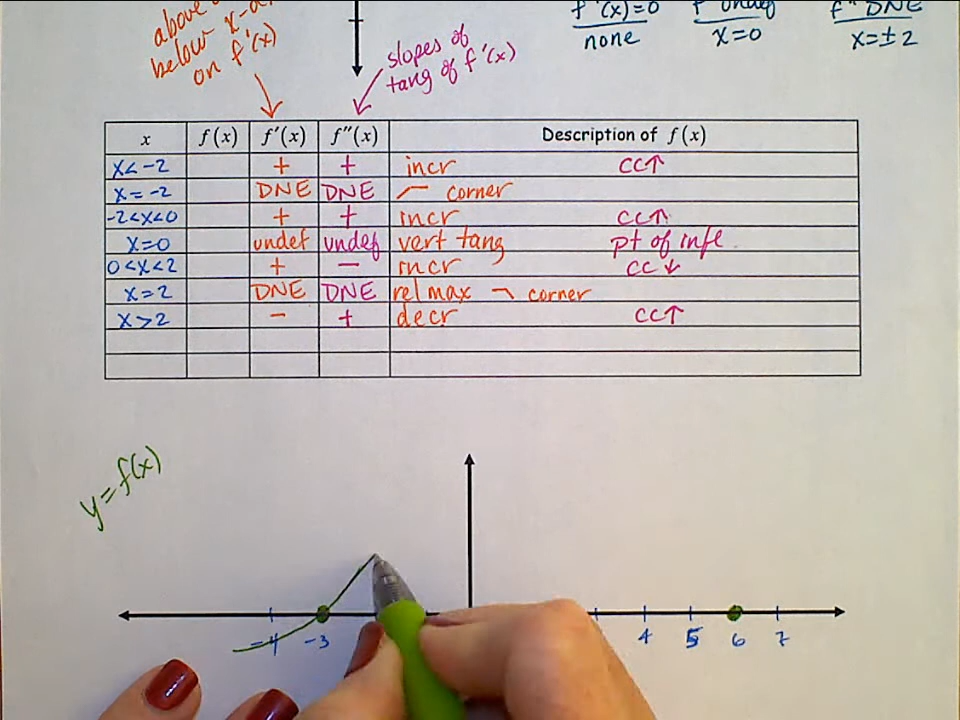 above
below x-a
on f'(x)
slopes of
tang of f'(x)
f'(x)=0 f' undef f'' DNE
none x=0 x=±2
x f(x) f'(x) f''(x) Description of f(x)
x<-2 + + incr CC↑
x=-2 DNE DNE corner
-2<x<0 + + incr CC↑
x=0 undef undef vert tang pt of infl.
0<x<2 + - incr CC↓
x=2 DNE DNE rel max ¬ corner
x>2 - + decr CC↑
y=f(x)
-4 -3 4 5 6 7